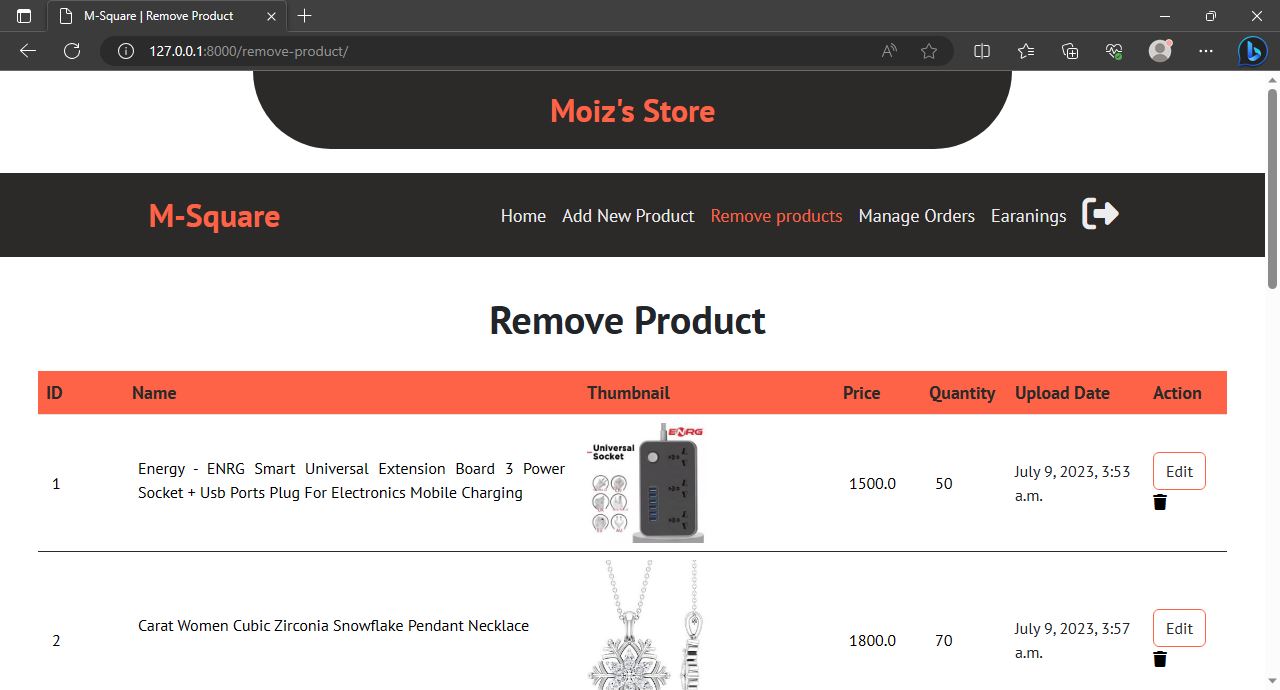 M-Square | Remove Product
127.0.0.1:8000/remove-product/
Moiz's Store
M-Square
Home Add New Product Remove products Manage Orders Earanings
Remove Product
ID Name Thumbnail Price Quantity Upload Date Action
ENRG
Universal
Socket
1
Energy - ENRG Smart Universal Extension Board 3 Power
Socket + Usb Ports Plug For Electronics Mobile Charging
1500.0
50
July 9, 2023, 3:53
a.m.
Edit
2
Carat Women Cubic Zirconia Snowflake Pendant Necklace
1800.0
70
July 9, 2023, 3:57
a.m.
Edit